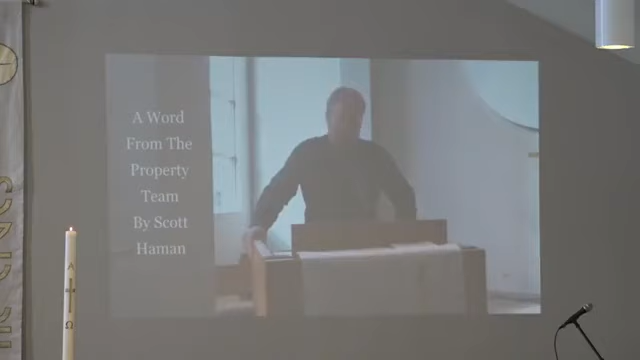 A Word
From The
Property
Team
By Scott
Haman
Α
Ω